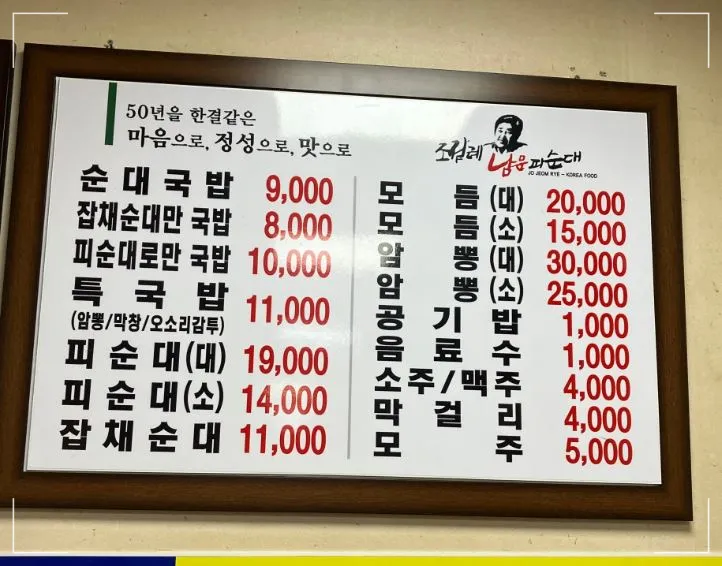 50년을 한결같은
마음으로, 정성으로, 맛으로
순대국밥 9,000
잡채순대만 국밥 8,000
피순대로만 국밥 10,000
특국밥 11,000
(암뽕/막창/오소리감투)
피순대(대) 19,000
피순대(소) 14,000
잡채순대 11,000
조점례 남문피순대
JO JEOM RYE - KOREA FOOD
모듬(대) 20,000
모듬(소) 15,000
암뽕(대) 30,000
암뽕(소) 25,000
공기밥 1,000
음료수 1,000
소주/맥주 4,000
막걸리 4,000
모주 5,000